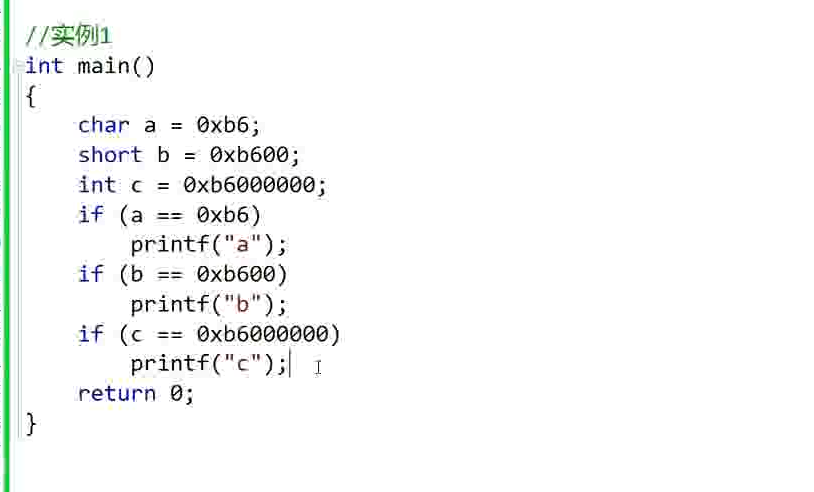 //实例1
int main()
{
    char a = 0xb6;
    short b = 0xb600;
    int c = 0xb6000000;
    if (a == 0xb6)
        printf("a");
    if (b == 0xb600)
        printf("b");
    if (c == 0xb6000000)
        printf("c");
    return 0;
}